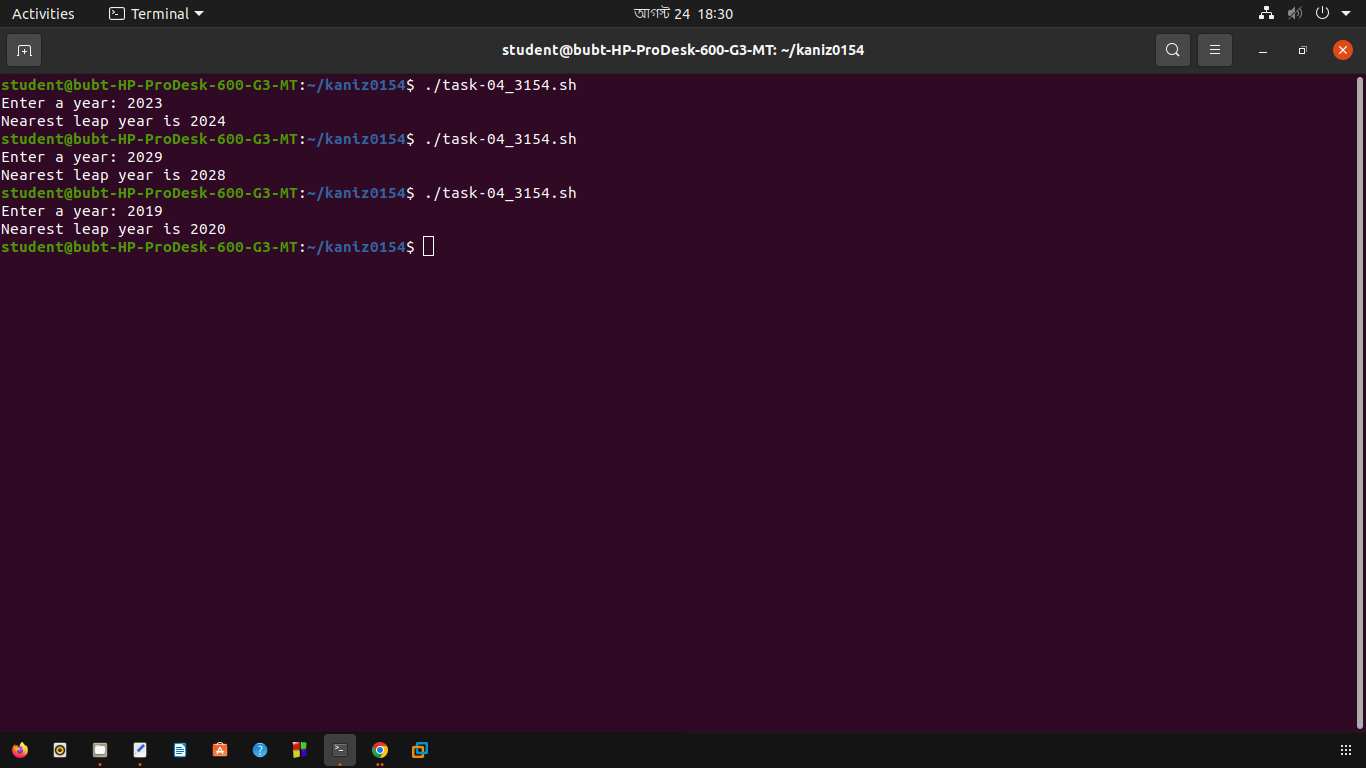 Activities Terminal আগস্ট 24 18:30
student@bubt-HP-ProDesk-600-G3-MT: ~/kaniz0154
student@bubt-HP-ProDesk-600-G3-MT:~/kaniz0154$ ./task-04_3154.sh
Enter a year: 2023
Nearest leap year is 2024
student@bubt-HP-ProDesk-600-G3-MT:~/kaniz0154$ ./task-04_3154.sh
Enter a year: 2029
Nearest leap year is 2028
student@bubt-HP-ProDesk-600-G3-MT:~/kaniz0154$ ./task-04_3154.sh
Enter a year: 2019
Nearest leap year is 2020
student@bubt-HP-ProDesk-600-G3-MT:~/kaniz0154$